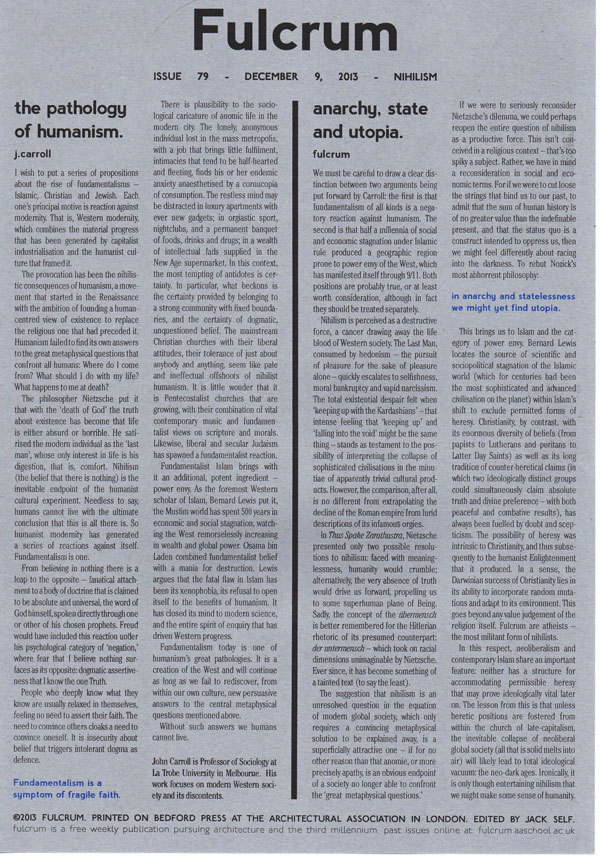 Fulcrum
ISSUE 79 - DECEMBER 9, 2013 - NIHILISM
the pathology
of humanism.
j.carroll
I wish to put a series of propositions
about the rise of fundamentalisms –
Islamic, Christian and Jewish. Each
one's principal motive is reaction against
modernity. That is, Western modernity,
which combines the material progress
that has been generated by capitalist
industrialisation and the humanist cul-
ture that framed it.
The provocation has been the nihilis-
tic consequences of humanism, a move-
ment that started in the Renaissance
with the ambition of founding a human-
centred view of existence to replace
the religious one that had preceded it.
Humanism failed to find its own answers
to the great metaphysical questions that
confront all humans: Where do I come
from? What should I do with my life?
What happens to me at death?
The philosopher Nietzsche put it
that with the 'death of God' the truth
about existence has become that life
is either absurd or horrible. He sati-
rised the modern individual as the 'last
man', whose only interest in life is his
digestion, that is, comfort. Nihilism
(the belief that there is nothing) is the
inevitable endpoint of the humanist
cultural experiment. Needless to say,
humans cannot live with the ultimate
conclusion that this is all there is. So
humanist modernity has generated
a series of reactions against itself.
Fundamentalism is one.
From believing in nothing there is a
leap to the opposite – fanatical attach-
ment to a body of doctrine that is claimed
to be absolute and universal, the word of
God himself, spoken directly through one
or other of his chosen prophets. Freud
would have included this reaction under
his psychological category of 'negation,'
where fear that I believe nothing sur-
faces as its opposite dogmatic assertive-
ness that I know the one Truth.
People who deeply know what they
know are usually relaxed in themselves,
feeling no need to assert their faith. The
need to convince others cloaks a need to
convince oneself. It is insecurity about
belief that triggers intolerant dogma as
defence.
Fundamentalism is a
symptom of fragile faith.
There is plausibility to the socio-
logical caricature of anomic life in the
modern city. The lonely, anonymous
individual lost in the mass metropolis,
with a job that brings little fulfilment,
intimacies that tend to be half-hearted
and fleeting, finds his or her endemic
anxiety anaesthetised by a cornucopia
of consumption. The restless mind may
be distracted in luxury apartments with
ever new gadgets; in orgiastic sport,
nightclubs, and a permanent banquet
of foods, drinks and drugs; in a wealth
of intellectual fads supplied in the
New Age supermarket. In this context,
the most tempting of antidotes is cer-
tainty. In particular, what beckons is
the certainty provided by belonging to
a strong community with fixed bounda-
ries, and the certainty of dogmatic,
unquestioned belief. The mainstream
Christian churches with their liberal
attitudes, their tolerance of just about
anybody and anything, seem like pale
and ineffectual offshoots of nihilist
humanism. It is little wonder that it
is Pentecostalist churches that are
growing, with their combination of vital
contemporary music and fundamen-
talist views on scripture and morals.
Likewise, liberal and secular Judaism
has spawned a fundamentalist reaction.
Fundamentalist Islam brings with
it an additional, potent ingredient –
power envy. As the foremost Western
scholar of Islam, Bernard Lewis put it,
the Muslim world has spent 500 years in
economic and social stagnation, watch-
ing the West remorselessly increasing
in wealth and global power. Osama bin
Laden combined fundamentalist belief
with a mania for destruction. Lewis
argues that the fatal flaw in Islam has
been its xenophobia, its refusal to open
itself to the benefits of humanism. It
has closed its mind to modern science,
and the entire spirit of enquiry that has
driven Western progress.
Fundamentalism today is one of
humanism's great pathologies. It is a
creation of the West and will continue
as long as we fail to rediscover, from
within our own culture, new persuasive
answers to the central metaphysical
questions mentioned above.
Without such answers we humans
cannot live.
John Carroll is Professor of Sociology at
La Trobe University in Melbourne. His
work focuses on modern Western soci-
ety and its discontents.
anarchy, state
and utopia.
fulcrum
We must be careful to draw a clear dis-
tinction between two arguments being
put forward by Carroll: the first is that
fundamentalism of all kinds is a nega-
tory reaction against humanism. The
second is that half a millennia of social
and economic stagnation under Islamic
rule produced a geographic region
prone to power envy of the West, which
has manifested itself through 9/11. Both
positions are probably true, or at least
worth consideration, although in fact
they should be treated separately.
Nihilism is perceived as a destructive
force, a cancer drawing away the life
blood of Western society. The Last Man,
consumed by hedonism – the pursuit
of pleasure for the sake of pleasure
alone – quickly escalates to selfishness,
moral bankruptcy and vapid narcissism.
The total existential despair felt when
'keeping up with the Kardashians' – that
intense feeling that 'keeping up' and
'falling into the void' might be the same
thing – stands as testament to the pos-
sibility of interpreting the collapse of
sophisticated civilisations in the minu-
tiae of apparently trivial cultural prod-
ucts. However, the comparison, after all,
is no different from extrapolating the
decline of the Roman empire from lurid
descriptions of its infamous orgies.
In Thus Spake Zarathustra, Nietzsche
presented only two possible resolu-
tions to nihilism: faced with meaning-
lessness, humanity would crumble;
alternatively, the very absence of truth
would drive us forward, propelling us
to some superhuman plane of Being.
Sadly, the concept of the übermensch
is better remembered for the Hitlerian
rhetoric of its presumed counterpart:
der untermensch – which took on racial
dimensions unimaginable by Nietzsche.
Ever since, it has become something of
a tainted text (to say the least).
The suggestion that nihilism is an
unresolved question in the equation
of modern global society, which only
requires a convincing metaphysical
solution to be explained away, is a
superficially attractive one – if for no
other reason than that anomie, or more
precisely apathy, is an obvious endpoint
of a society no longer able to confront
the 'great metaphysical questions.'
If we were to seriously reconsider
Nietzsche's dilemma, we could perhaps
reopen the entire question of nihilism
as a productive force. This isn't con-
ceived in a religious context – that's too
spiky a subject. Rather, we have in mind
a reconsideration in social and eco-
nomic terms. For if we were to cut loose
the strings that bind us to our past, to
admit that the sum of human history is
of no greater value than the indefinable
present, and that the status quo is a
construct intended to oppress us, then
we might feel differently about racing
into the darkness. To rebut Nozick's
most abhorrent philosophy:
in anarchy and statelessness
we might yet find utopia.
This brings us to Islam and the cat-
egory of power envy. Bernard Lewis
locates the source of scientific and
sociopolitical stagnation of the Islamic
world (which for centuries had been
the most sophisticated and advanced
civilisation on the planet) within Islam's
shift to exclude permitted forms of
heresy. Christianity, by contrast, with
its enormous diversity of beliefs (from
papists to Lutherans and puritans to
Latter Day Saints) as well as its long
tradition of counter-heretical claims (in
which two ideologically distinct groups
could simultaneously claim absolute
truth and divine preference – with both
peaceful and combative results), has
always been fuelled by doubt and scep-
ticism. The possibility of heresy was
intrinsic to Christianity, and thus subse-
quently to the humanist Enlightenment
that it produced. In a sense, the
Darwinian success of Christianity lies in
its ability to incorporate random muta-
tions and adapt to its environment. This
goes beyond any value judgement of the
religion itself. Fulcrum are atheists –
the most militant form of nihilists.
In this respect, neoliberalism and
contemporary Islam share an important
feature: neither has a structure for
accommodating permissible heresy
that may prove ideologically vital later
on. The lesson from this is that unless
heretic positions are fostered from
within the church of late-capitalism,
the inevitable collapse of neoliberal
global society (all that is solid melts into
air) will likely lead to total ideological
vacuum: the neo-dark ages. Ironically, it
is only though entertaining nihilism that
we might make some sense of humanity.
©2013 FULCRUM. PRINTED ON BEDFORD PRESS AT THE ARCHITECTURAL ASSOCIATION IN LONDON. EDITED BY JACK SELF.
fulcrum is a free weekly publication pursuing architecture and the third millennium. past issues online at: fulcrum.aaschool.ac.uk